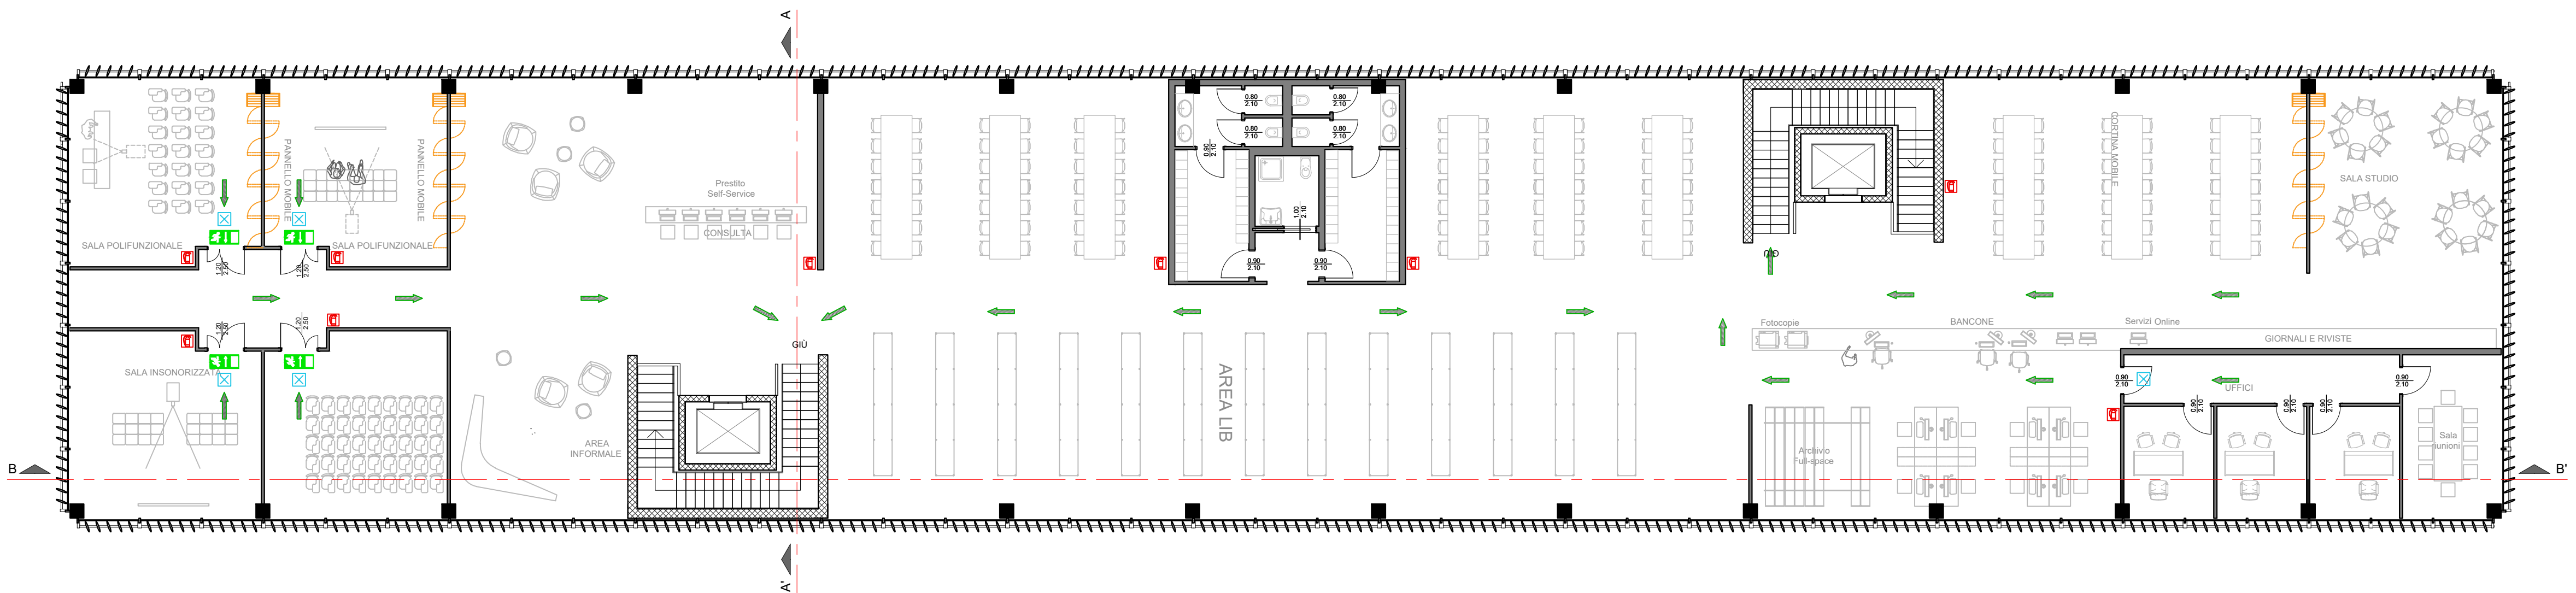 A
0.80
2.10
0.80
2.10
0.80
2.10
0.80
2.10
0.90
2.10
PANNELLO MOBILE
PANNELLO MOBILE
CORTINA MOBILE
Prestito
Self-Service
CONSULTA
SALA STUDIO
SALA POLIFUNZIONALE
SALA POLIFUNZIONALE
1.00
2.10
1.20
2.50
1.20
2.50
0.90
2.10
0.90
2.10
GIÙ
1.20
2.50
1.20
2.50
GIÙ
Fotocopie
BANCONE
Servizi Online
GIORNALI E RIVISTE
SALA INSONORIZZATA
AREA LIB
0.90
2.10
UFFICI
0.90
2.10
0.90
2.10
0.90
2.10
AREA
INFORMALE
Archivio
Full-space
Sala
riunioni
B
B'
A'